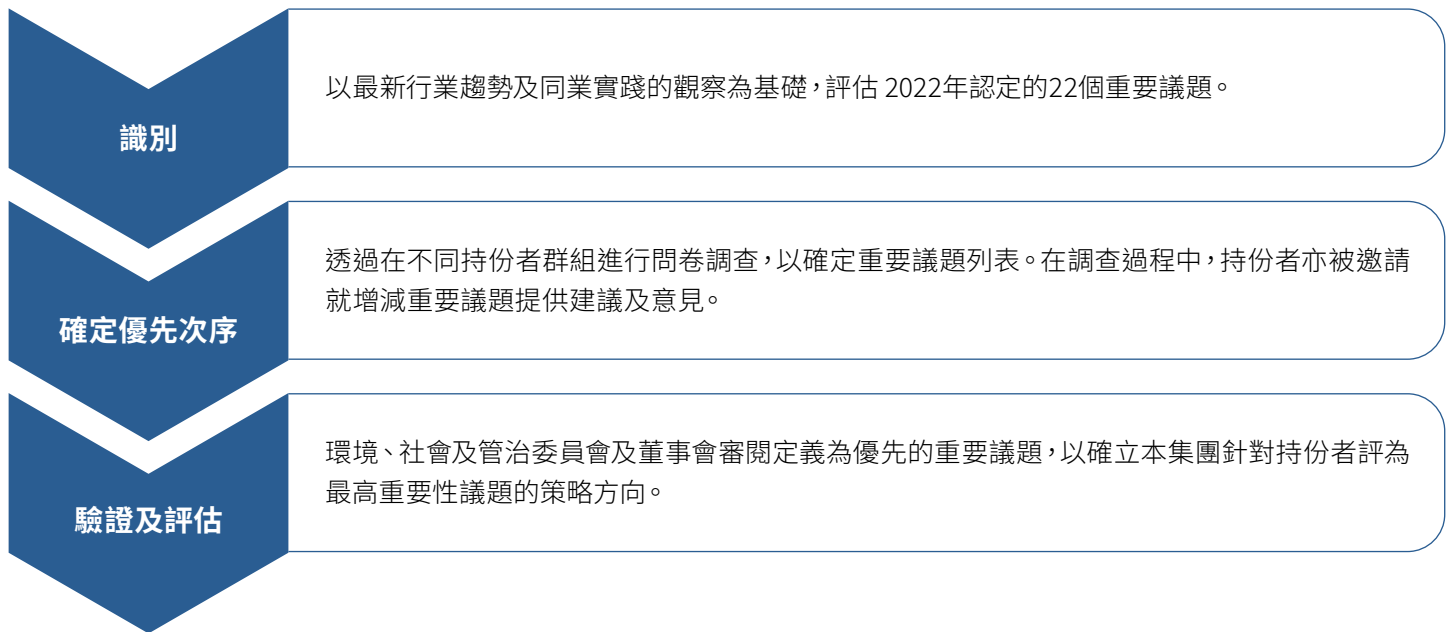 識別
以最新行業趨勢及同業實踐的觀察為基礎，評估 2022年認定的22個重要議題。
確定優先次序
透過在不同持份者群組進行問卷調查，以確定重要議題列表。在調查過程中，持份者亦被邀請
就增減重要議題提供建議及意見。
驗證及評估
環境、社會及管治委員會及董事會審閱定義為優先的重要議題，以確立本集團針對持份者評為
最高重要性議題的策略方向。